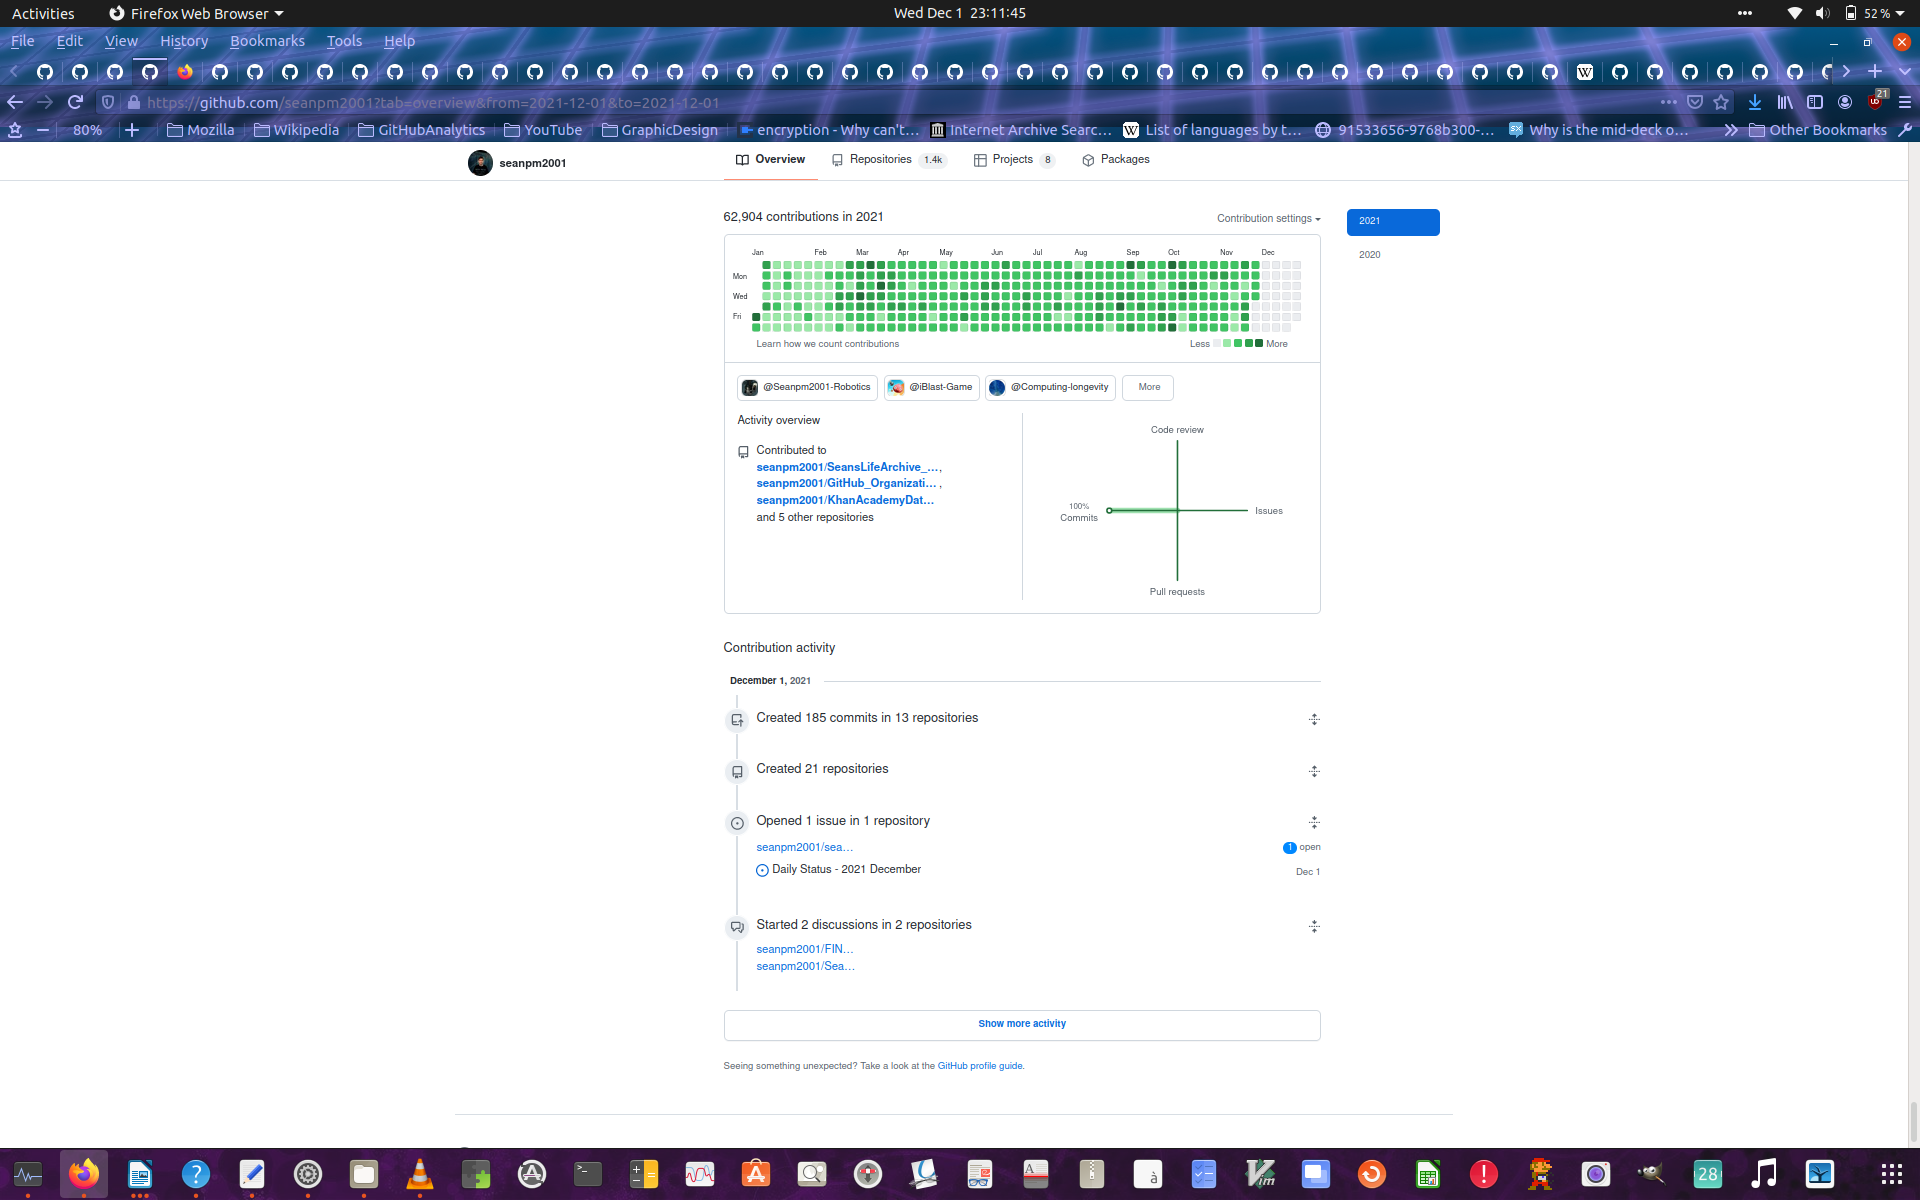 Activities Firefox Web Browser Wed Dec 1 23:11:45 52 %
File Edit View History Bookmarks Tools Help
https://github.com/seanpm2001?tab=overview&from=2021-12-01&to=2021-12-01 21
80% Mozilla Wikipedia GitHubAnalytics YouTube GraphicDesign encryption - Why can't… Internet Archive Searc… List of languages by t… 91533656-9768b300-… Why is the mid-deck o… Other Bookmarks
seanpm2001 Overview Repositories 1.4k Projects 8 Packages
62,904 contributions in 2021 Contribution settings 2021
2020
Jan Feb Mar Apr May Jun Jul Aug Sep Oct Nov Dec
Mon
Wed
Fri
Learn how we count contributions Less More
@Seanpm2001-Robotics @iBlast-Game @Computing-longevity More
Activity overview
Contributed to
seanpm2001/SeansLifeArchive_…,
seanpm2001/GitHub_Organizati… ,
seanpm2001/KhanAcademyDat…
and 5 other repositories
Code review
100%
Commits
Issues
Pull requests
Contribution activity
December 1, 2021
Created 185 commits in 13 repositories
Created 21 repositories
Opened 1 issue in 1 repository
seanpm2001/sea… 1 open
Daily Status - 2021 December Dec 1
Started 2 discussions in 2 repositories
seanpm2001/FIN…
seanpm2001/Sea…
Show more activity
Seeing something unexpected? Take a look at the GitHub profile guide.
28